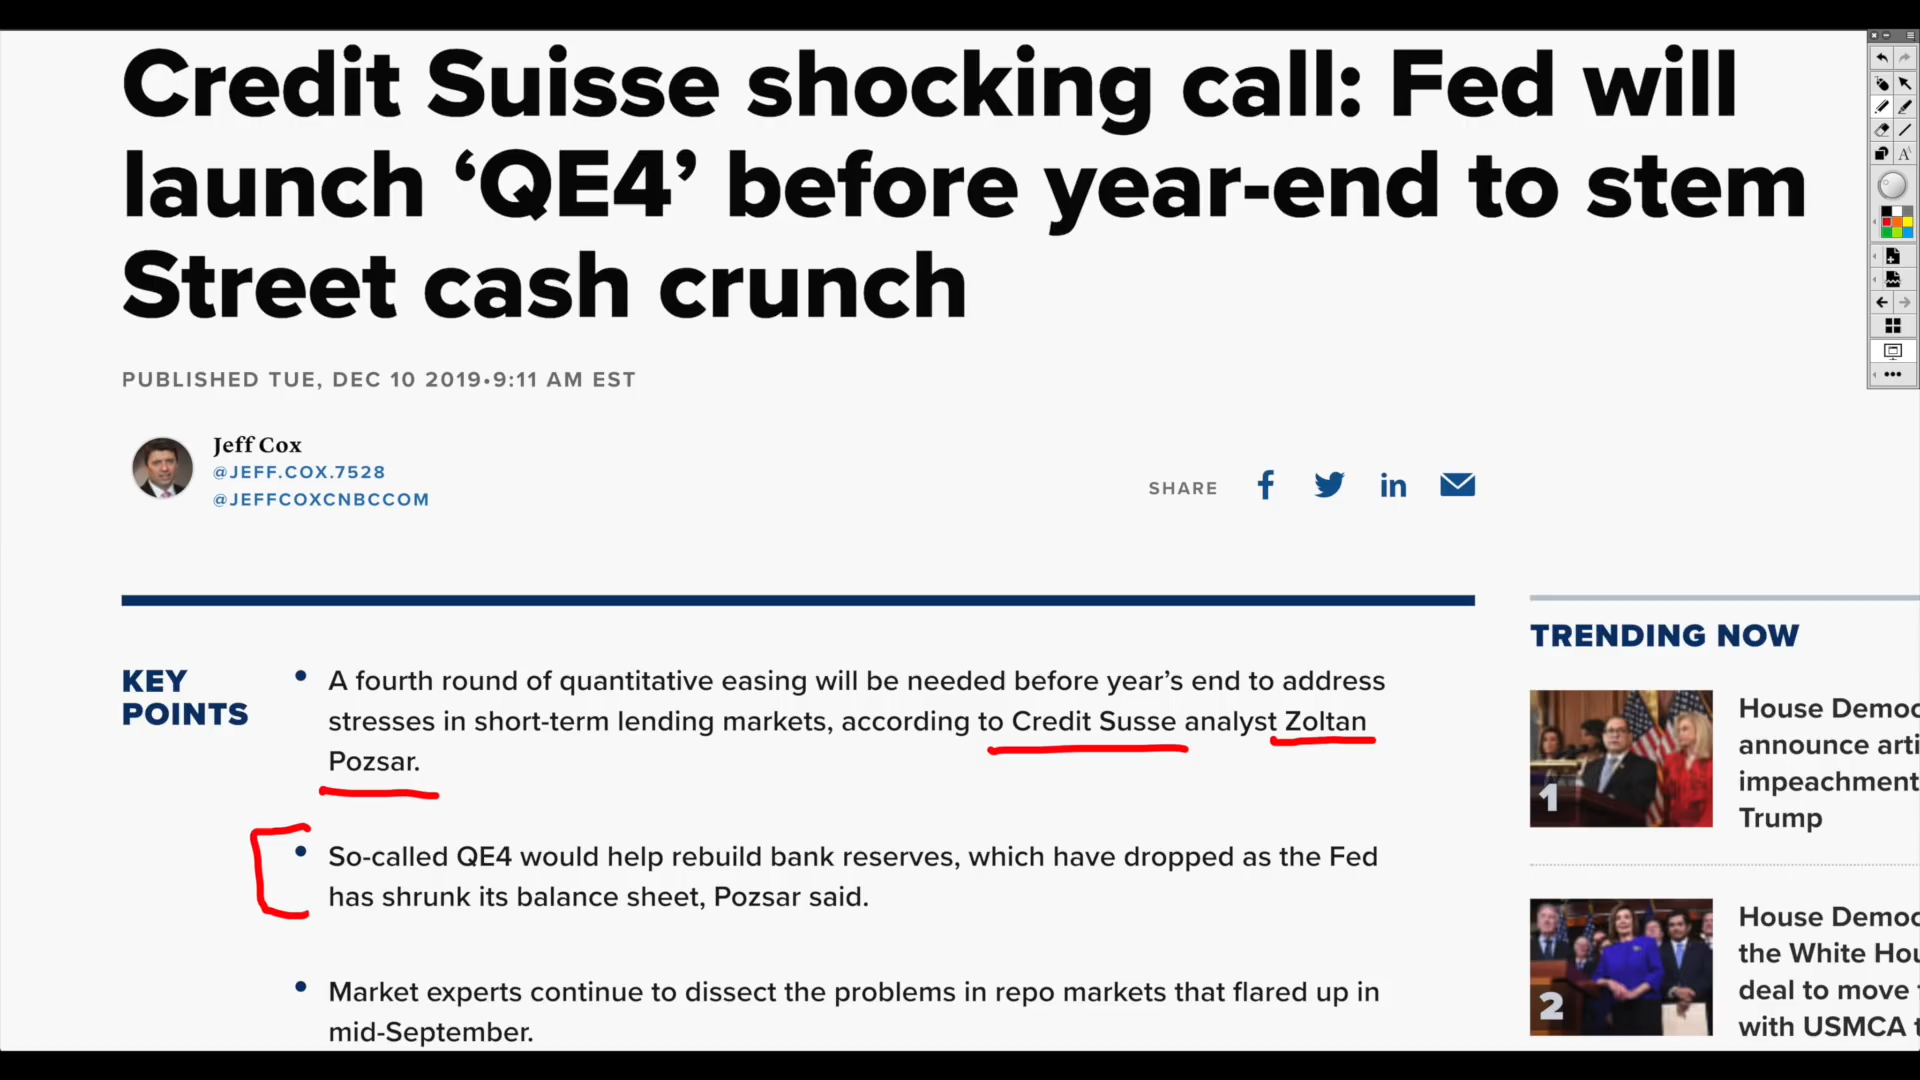 Credit Suisse shocking call: Fed will
launch ‘QE4’ before year-end to stem
Street cash crunch
PUBLISHED TUE, DEC 10 2019•9:11 AM EST
Jeff Cox
@JEFF.COX.7528
@JEFFCOXCNBCCOM
SHARE
KEY
POINTS
• A fourth round of quantitative easing will be needed before year’s end to address
stresses in short-term lending markets, according to Credit Susse analyst Zoltan
Pozsar.
• So-called QE4 would help rebuild bank reserves, which have dropped as the Fed
has shrunk its balance sheet, Pozsar said.
• Market experts continue to dissect the problems in repo markets that flared up in
mid-September.
TRENDING NOW
1
House Democ
announce arti
impeachment
Trump
2
House Democ
the White Hou
deal to move
with USMCA t